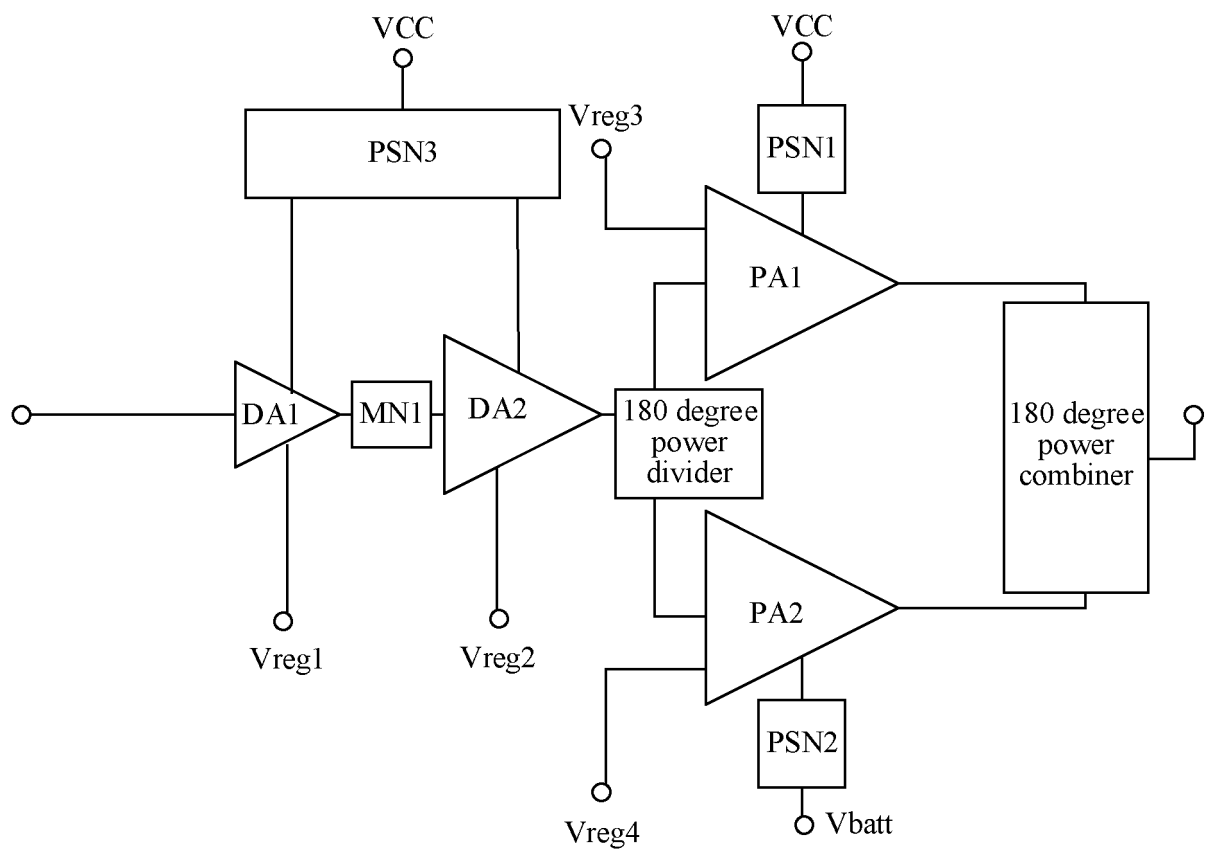 VCC
VCC
Vreg3
PSN1
PSN3
PA1
DA1
MN1
DA2
180 degree
power
divider
180 degree
power
combiner
PA2
Vreg1
Vreg2
PSN2
Vreg4
Vbatt